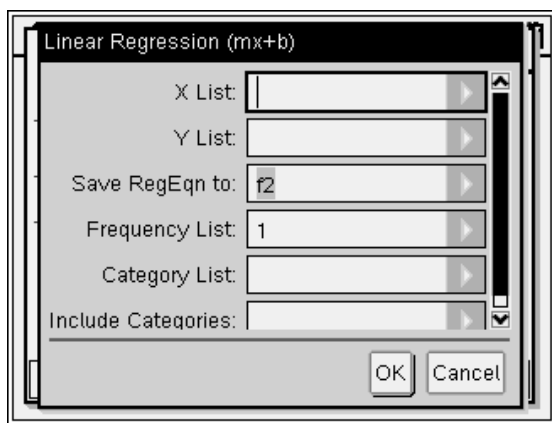 Linear Regression (mx+b)
X List:
Y List:
Save RegEqn to: f2
Frequency List: 1
Category List:
Include Categories:
OK Cancel